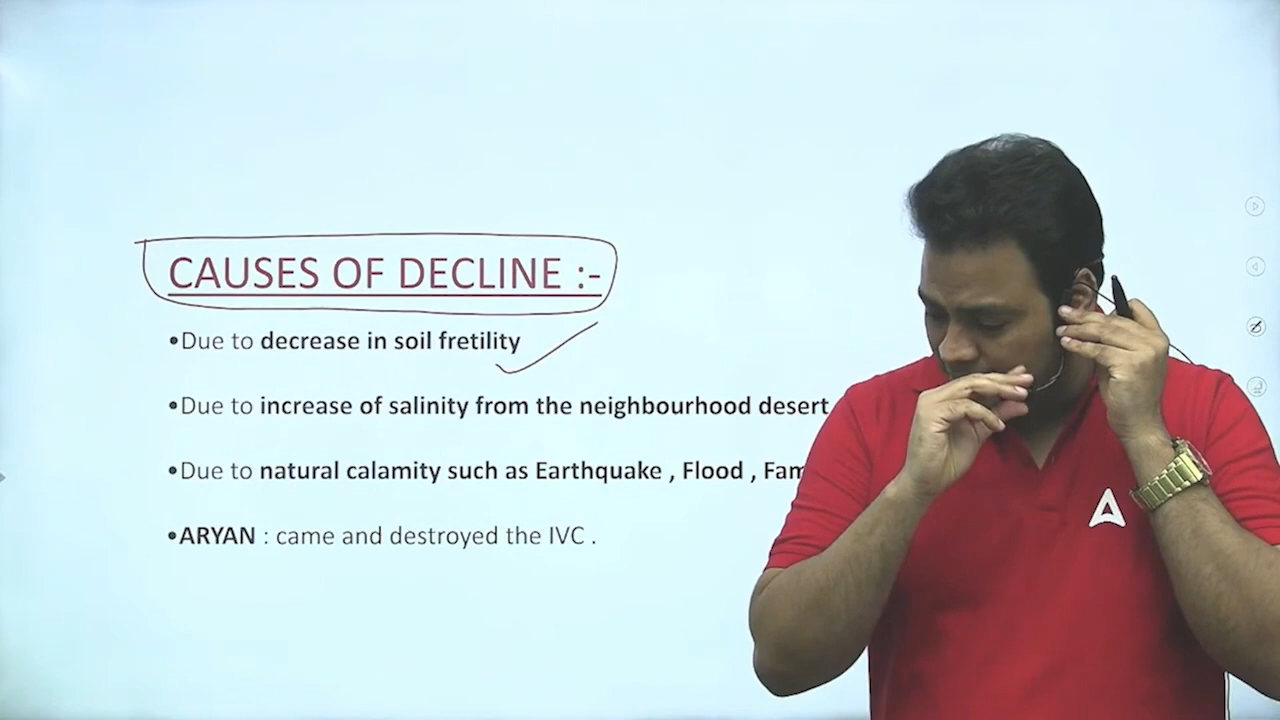 CAUSES OF DECLINE :-
•Due to decrease in soil fretility
•Due to increase of salinity from the neighbourhood desert
•Due to natural calamity such as Earthquake , Flood ,
•ARYAN : came and destroyed the IVC .